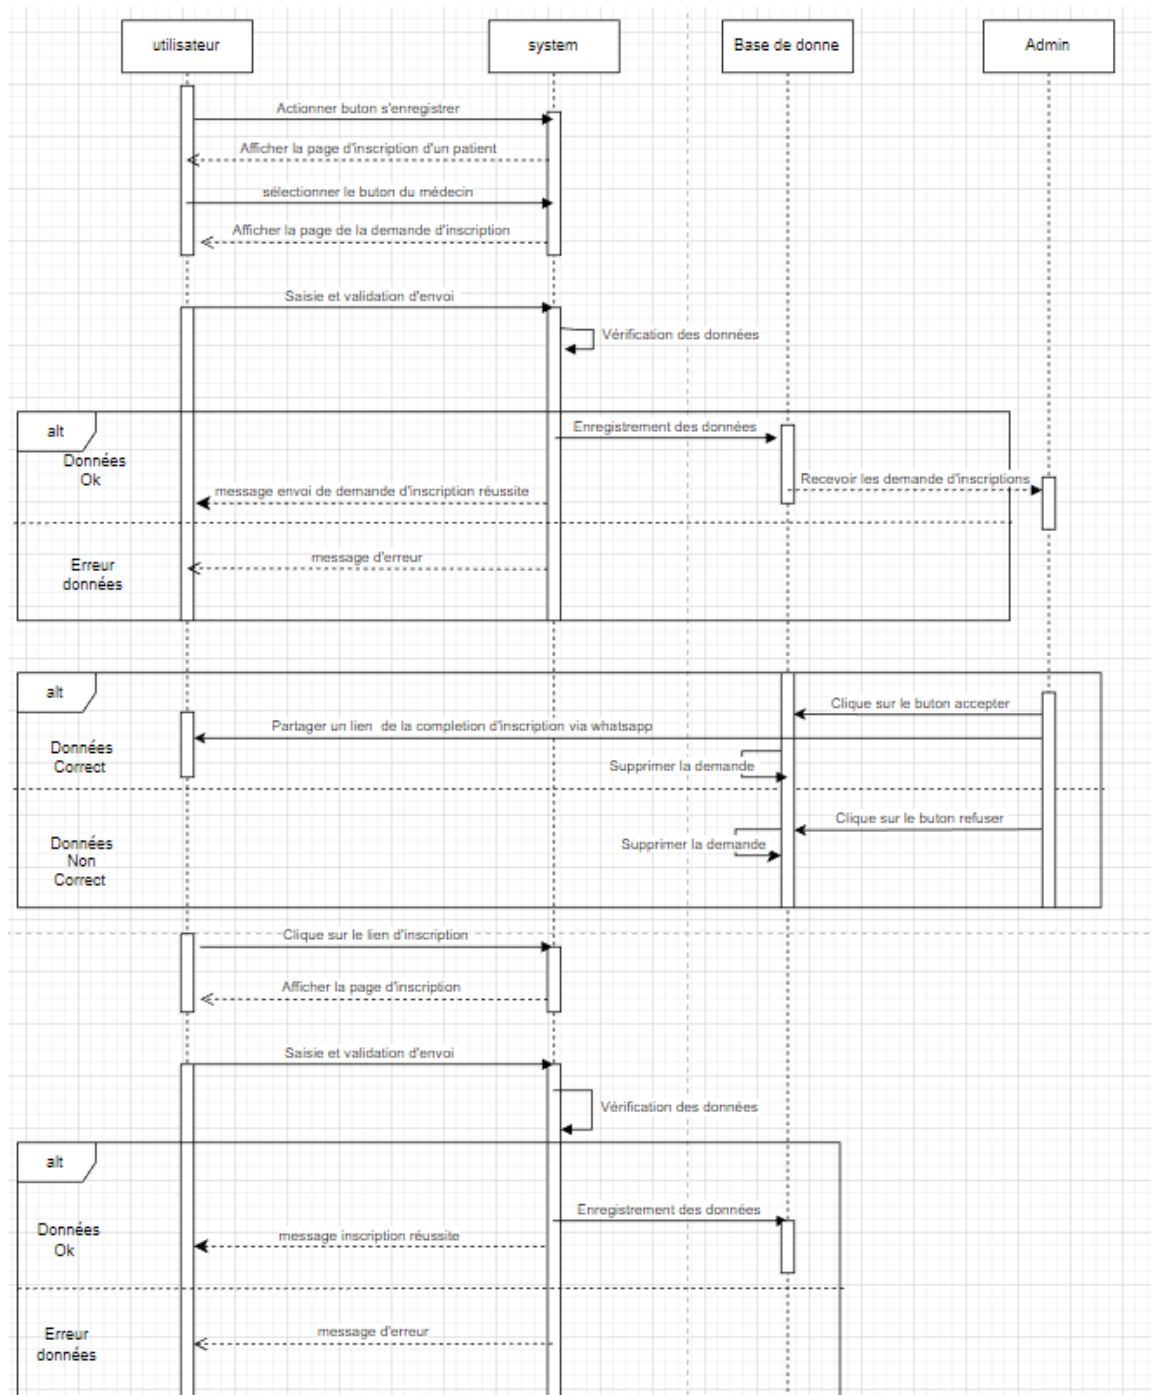 utilisateur
system
Base de donne
Admin
Actionner buton s'enregistrer
Afficher la page d'inscription d'un patient
sélectionner le buton du médecin
Afficher la page de la demande d'inscription
Saisie et validation d'envoi
Vérification des données
alt
Données
Ok
Enregistrement des données
Recevoir les demande d'inscriptions
message envoi de demande d'inscription réussite
message d'erreur
Erreur
données
alt
Clique sur le buton accepter
Partager un lien de la completion d'inscription via whatsapp
Données
Correct
Supprimer la demande
Clique sur le buton refuser
Données
Non
Correct
Supprimer la demande
Clique sur le lien d'inscription
Afficher la page d'inscription
Saisie et validation d'envoi
Vérification des données
alt
Enregistrement des données
Données
Ok
message inscription réussite
message d'erreur
Erreur
données